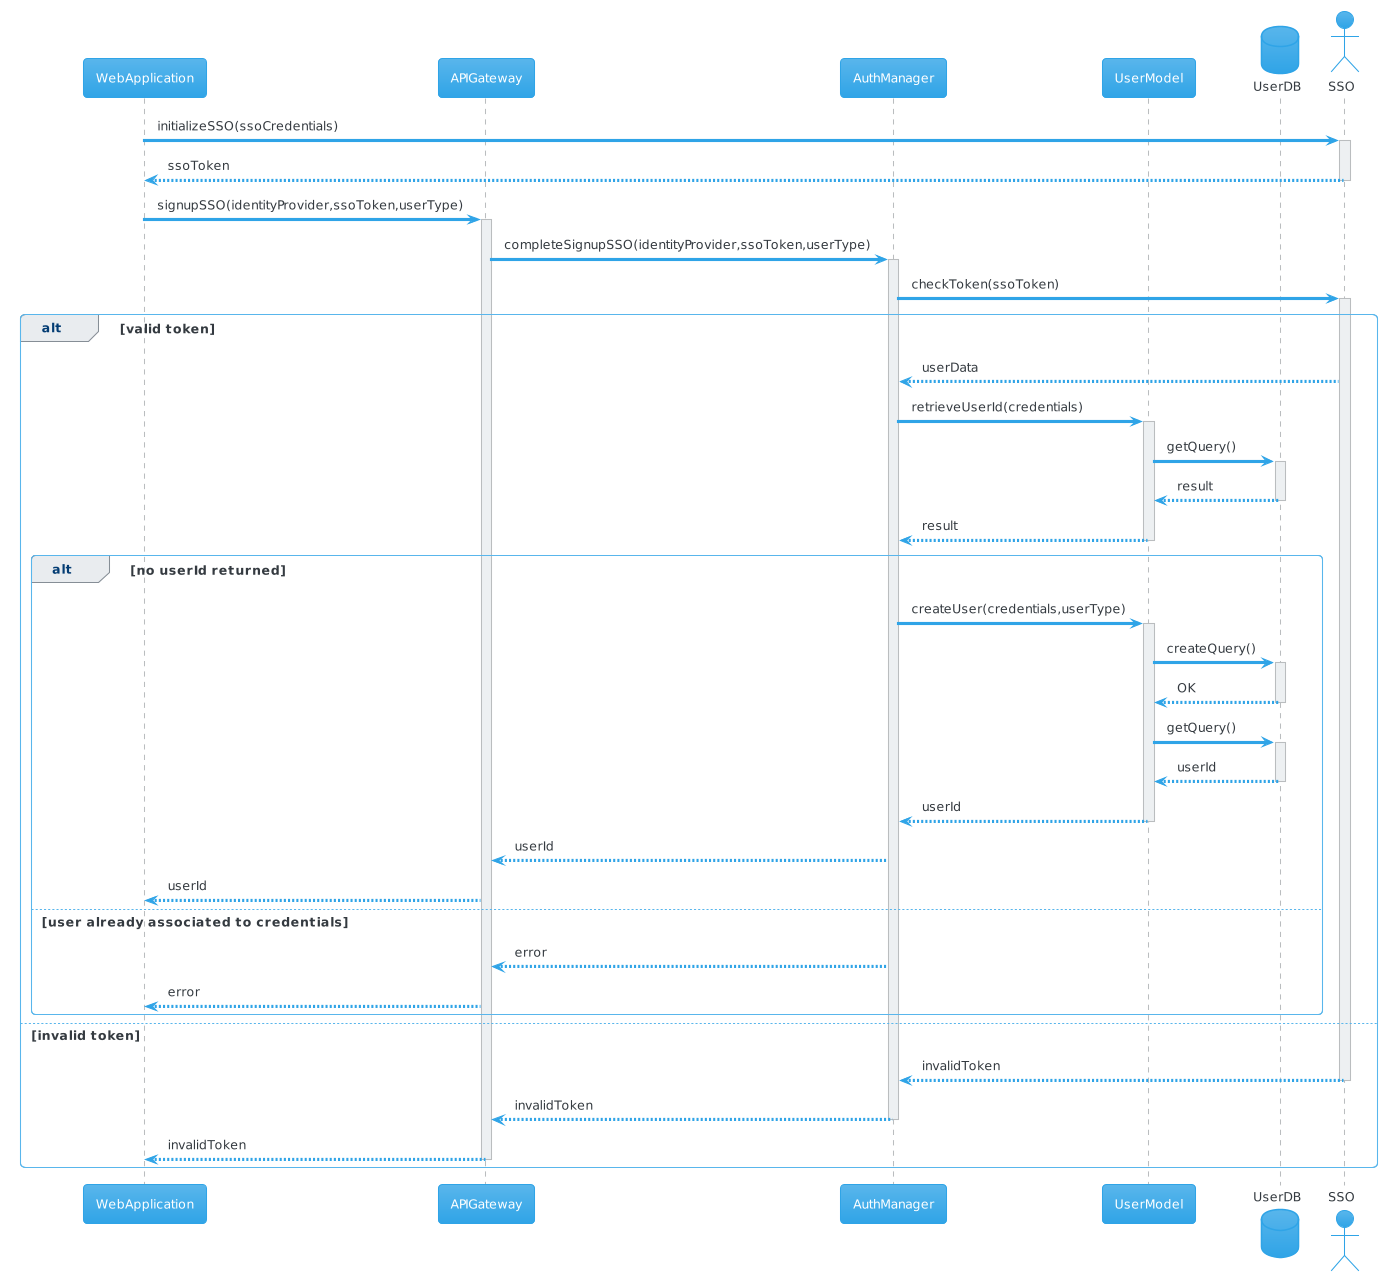 WebApplication
APIGateway
AuthManager
UserModel
UserDB
SSO
initializeSSO(ssoCredentials)
ssoToken
signupSSO(identityProvider,ssoToken,userType)
completeSignupSSO(identityProvider,ssoToken,userType)
checkToken(ssoToken)
alt
[valid token]
userData
retrieveUserId(credentials)
getQuery()
result
result
alt
[no userId returned]
createUser(credentials,userType)
createQuery()
OK
getQuery()
userId
userId
userId
userId
[user already associated to credentials]
error
error
[invalid token]
invalidToken
invalidToken
invalidToken
WebApplication
APIGateway
AuthManager
UserModel
UserDB
SSO